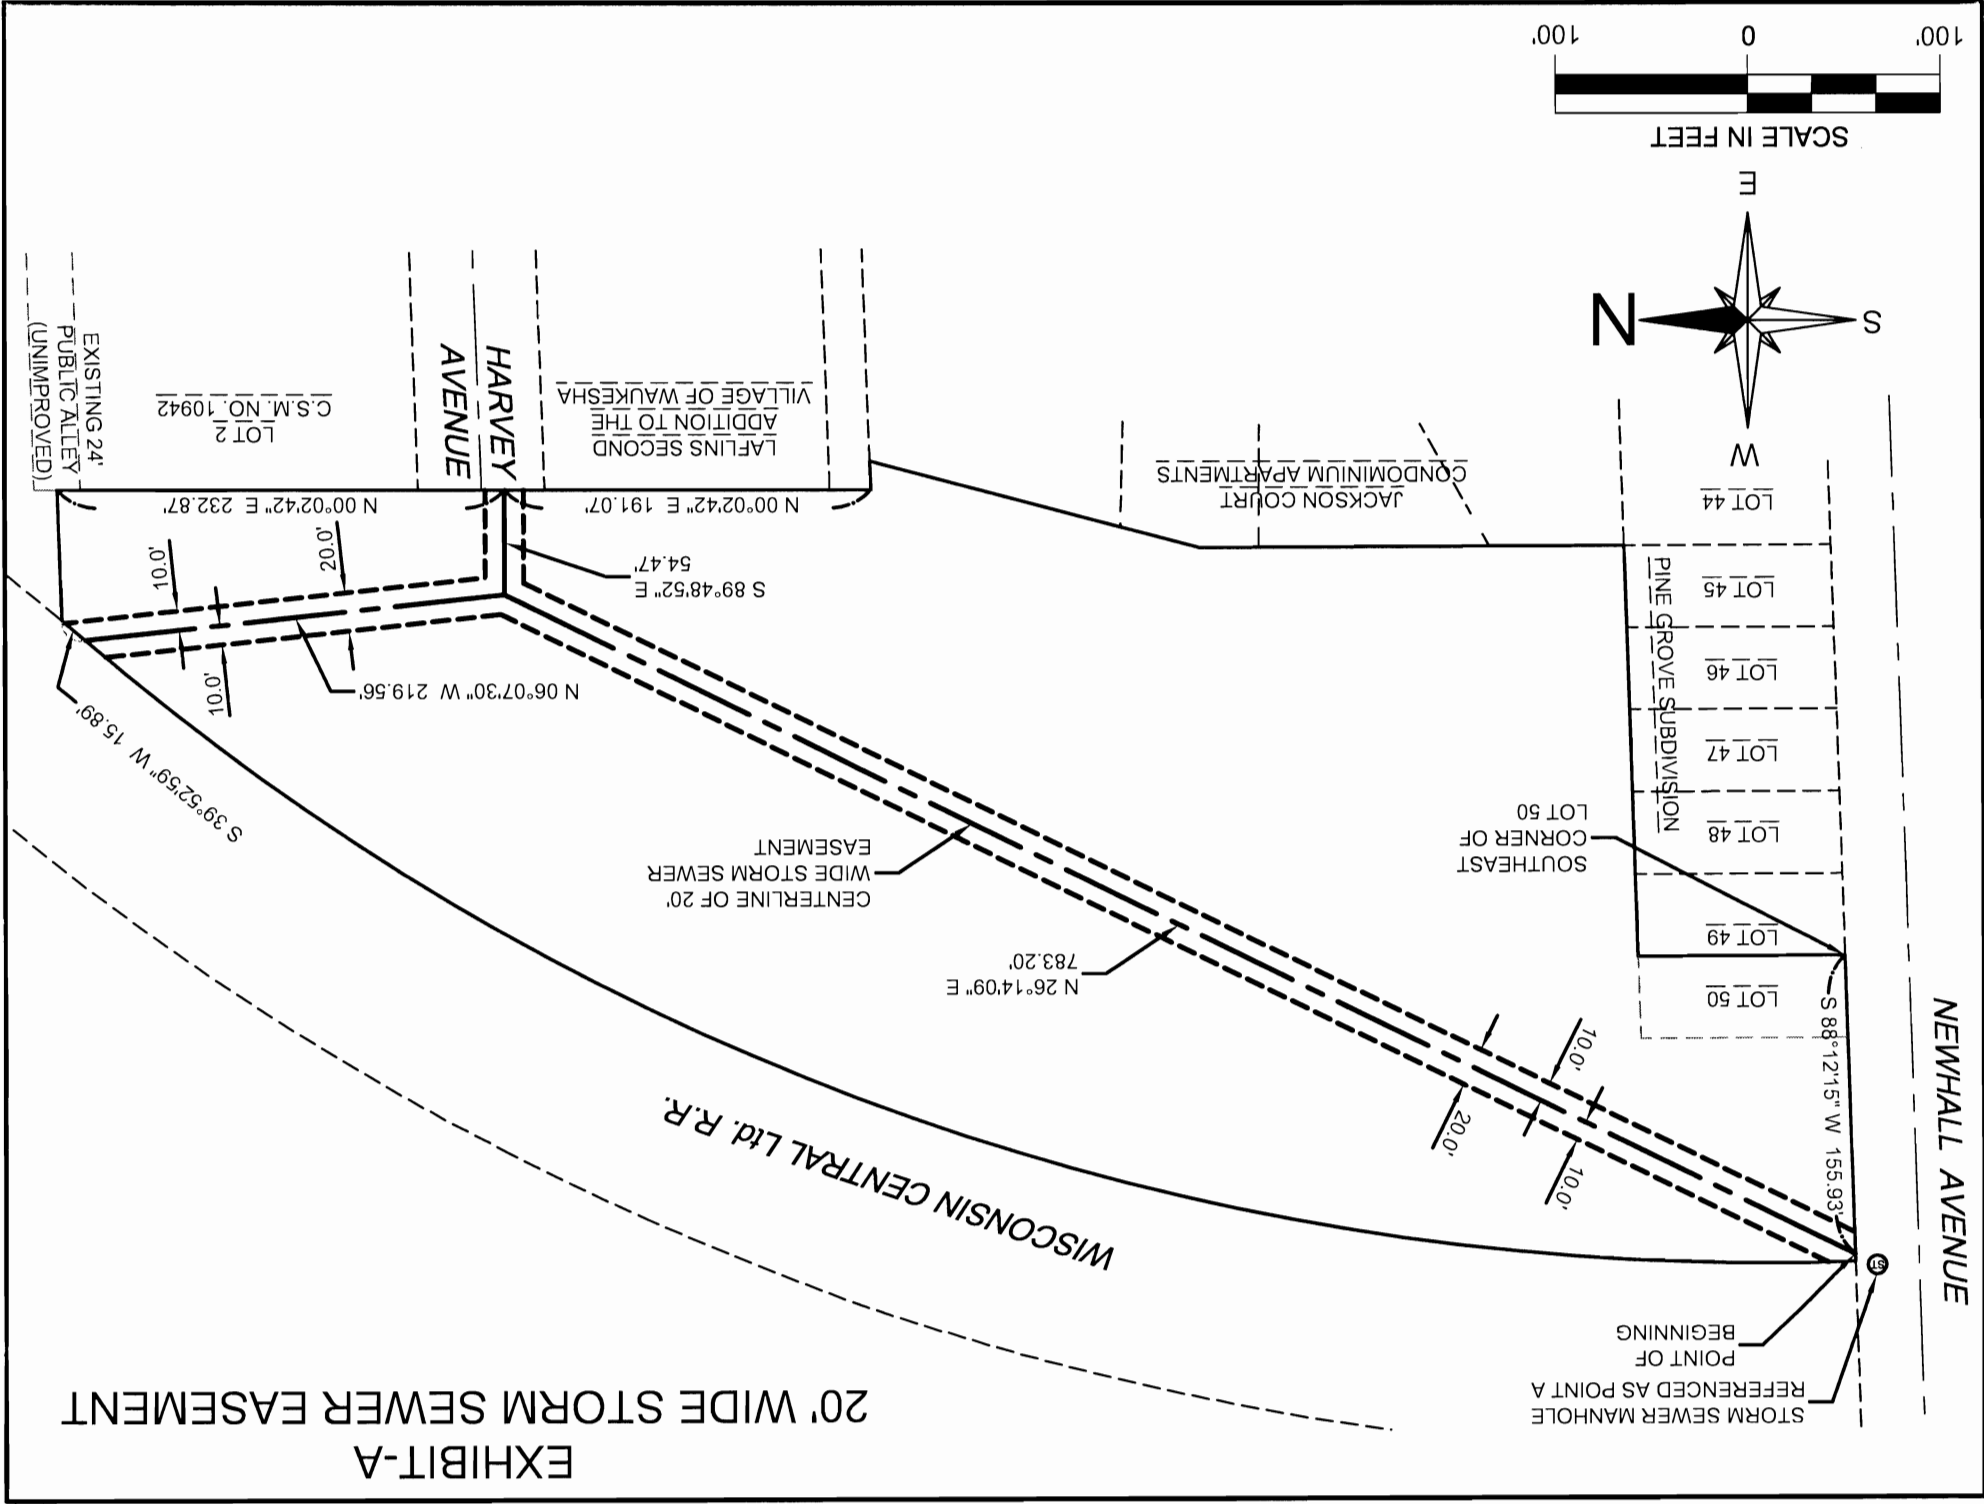 EXHIBIT-A
20' WIDE STORM SEWER EASEMENT
STORM SEWER MANHOLE
REFERENCED AS POINT A
POINT OF
BEGINNING
ST
NEWHALL AVENUE
WISCONSIN CENTRAL Ltd. R.R.
S 88°12'15" W 155.93'
10.0'
20.0'
10.0'
N 26°14'09" E
783.20'
CENTERLINE OF 20'
WIDE STORM SEWER
EASEMENT
SOUTHEAST
CORNER OF
LOT 50
LOT 50
LOT 49
LOT 48
LOT 47
LOT 46
LOT 45
LOT 44
PINE GROVE SUBDIVISION
S 39°52'59" W 15.89'
N 06°07'30" W 219.56'
10.0'
10.0'
20.0'
S 89°48'52" E
54.47'
N 00°02'42" E 191.07'
N 00°02'42" E 232.87'
JACKSON COURT
CONDOMINIUM APARTMENTS
LAFLINS SECOND
ADDITION TO THE
VILLAGE OF WAUKESHA
HARVEY
AVENUE
LOT 2
C.S.M. NO. 10942
EXISTING 24'
PUBLIC ALLEY
(UNIMPROVED)
W
S
N
E
SCALE IN FEET
100'
0
100'